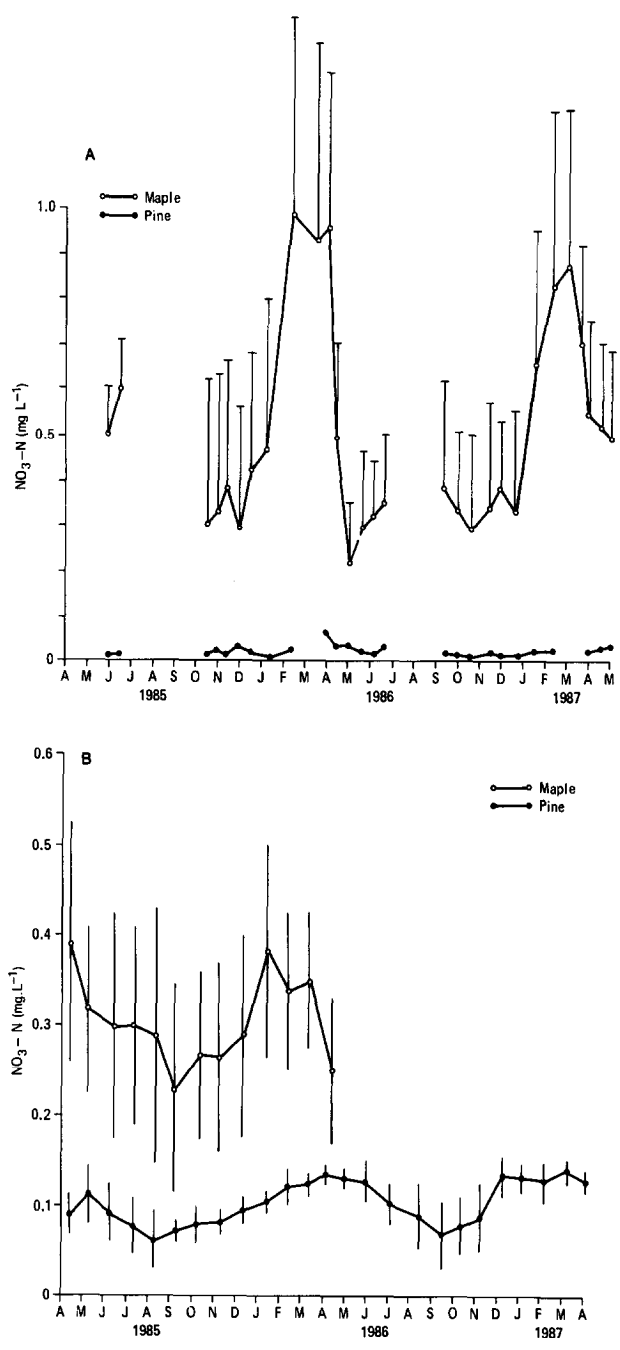 A
Maple
Pine
1.0
0.5
0
NO3–N (mg L–1)
A M J J A S O N D J F M A M J J A S O N D J F M A M
1985 1986 1987
0.6
B
Maple
Pine
0.5
0.4
0.3
0.2
0.1
0
NO3– N (mg.L–1)
A M J J A S O N D J F M A M J J A S O N D J F M A
1985 1986 1987